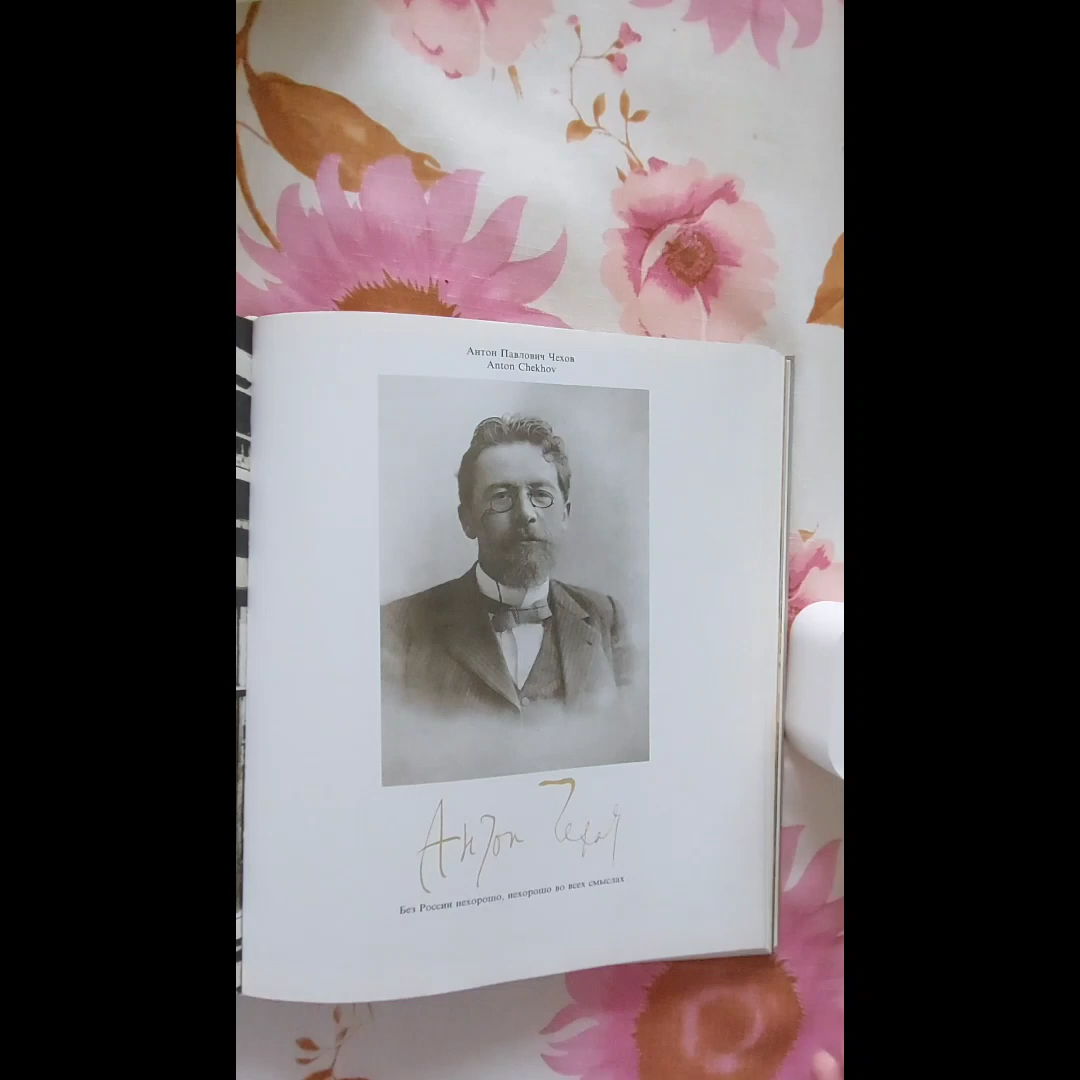 Антон Павлович Чехов
Anton Chekhov
Антон Чехов
Без России нехорошо, нехорошо во всех смыслах